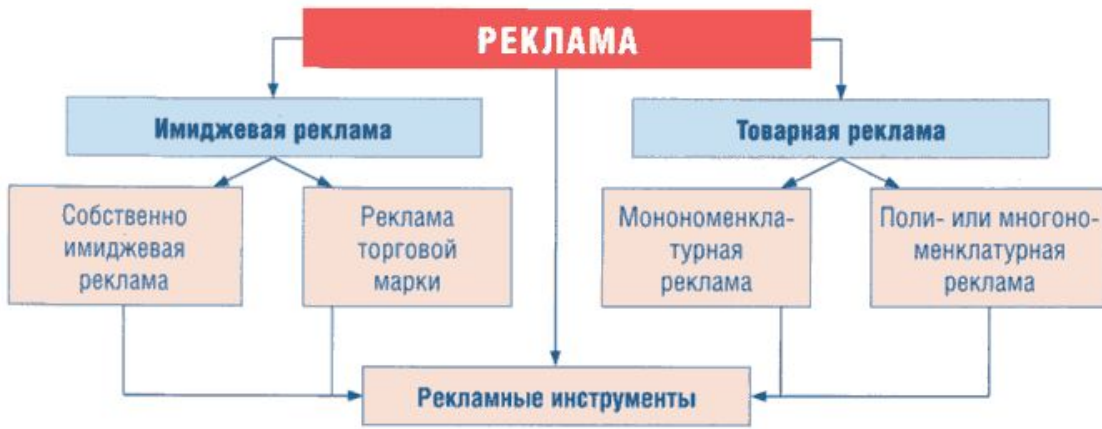 РЕКЛАМА
Имиджевая реклама
Товарная реклама
Собственно
имиджевая
реклама
Реклама
торговой
марки
Монономенкла-
турная
реклама
Поли- или многоно-
менклатурная
реклама
Рекламные инструменты